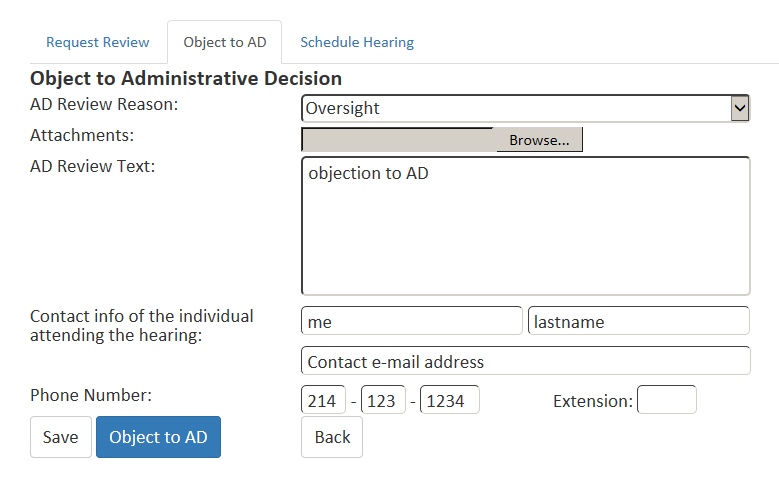 Request Review Object to AD Schedule Hearing
Object to Administrative Decision
AD Review Reason: Oversight
Attachments: Browse...
AD Review Text: objection to AD
Contact info of the individual
attending the hearing: me lastname
Contact e-mail address
Phone Number: 214 - 123 - 1234 Extension:
Save Object to AD Back